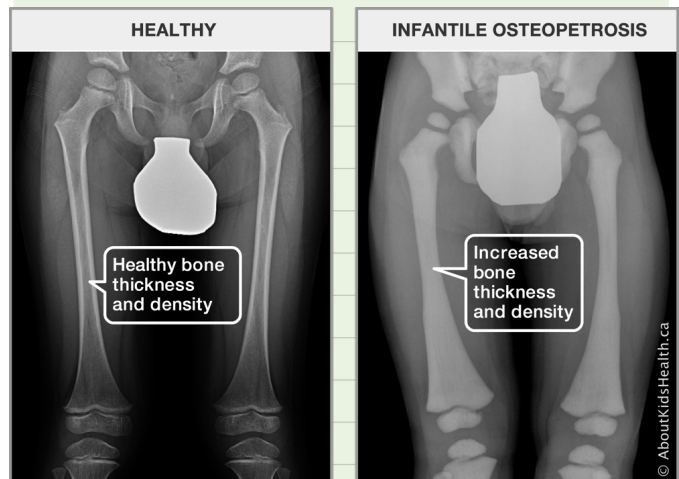 HEALTHY
Healthy bone
thickness
and density
INFANTILE OSTEOPETROSIS
Increased
bone
thickness
and density
© AboutKidsHealth.ca